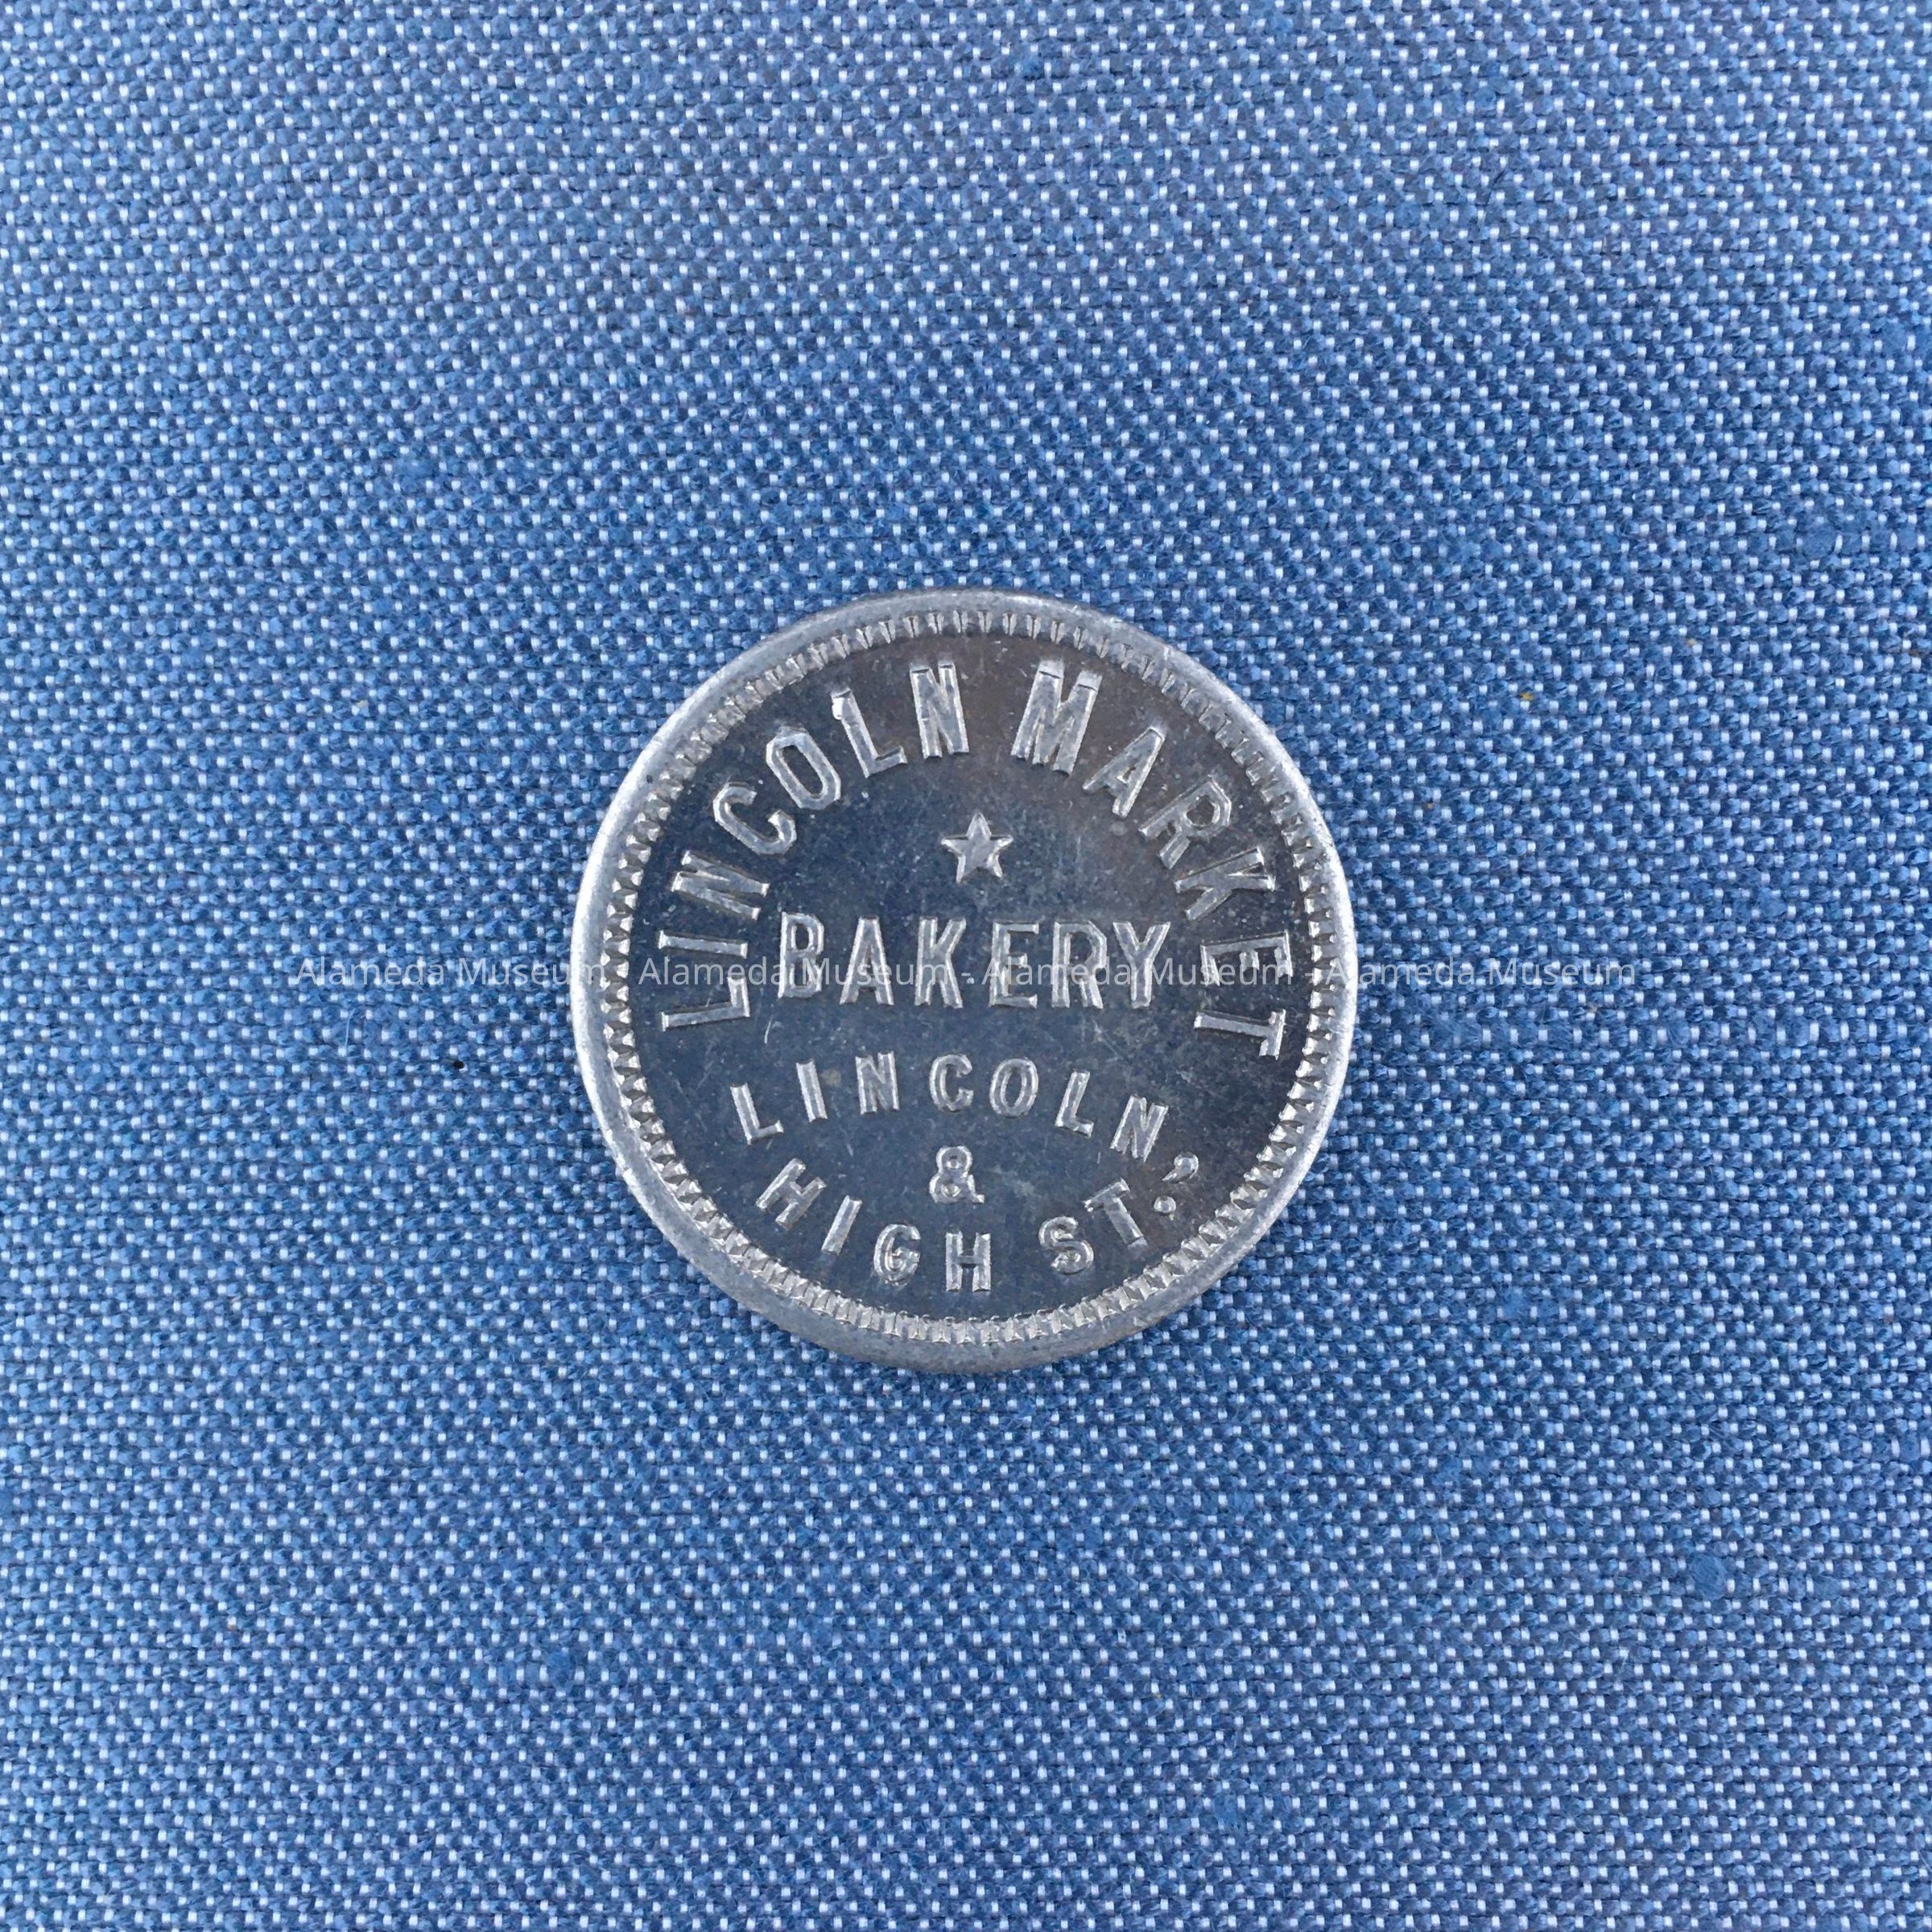 LINCOLN MARKET
BAKERY
Alameda Museum - Alameda Museum - Alameda Museum - Alameda Museum
LINCOLN,
&
HIGH ST.,